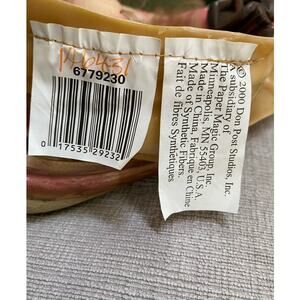 6779230
0 17535 29232
© 2000 Don Post Studios, Inc.
A subsidiary of
The Paper Magic Group, Inc.
Minneapolis, MN 55403, U.S.A.
Made in China, Fabrique en Chine
Made of Synthetic Fibers.
Fait de fibres Synthétiques